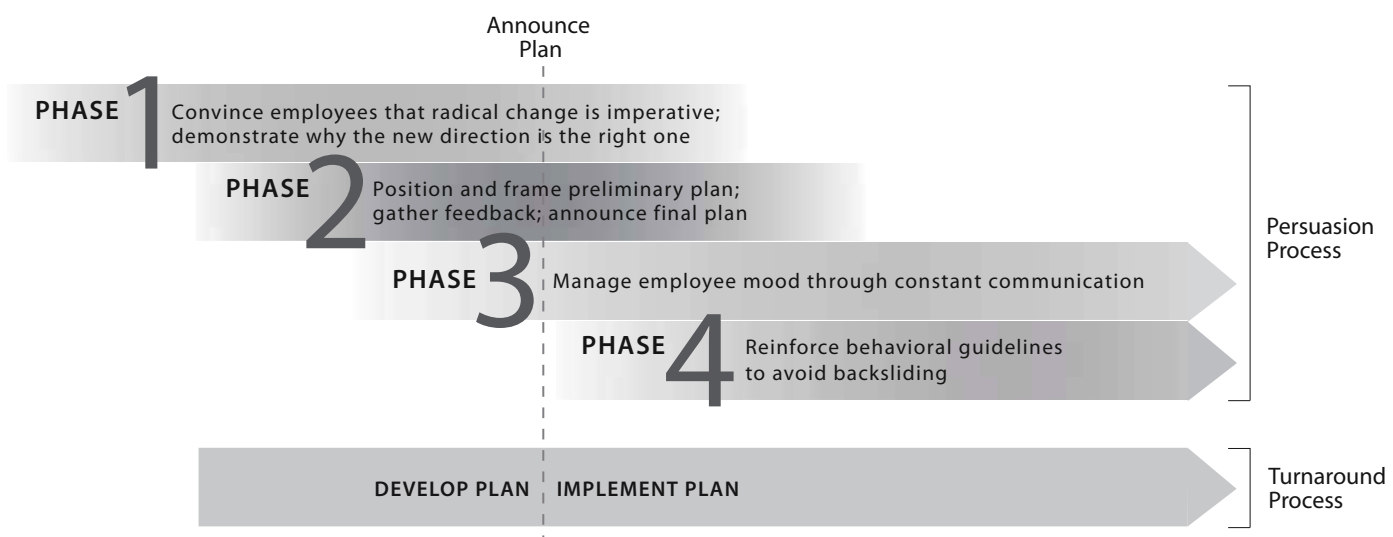 Announce
Plan
PHASE 1 Convince employees that radical change is imperative;
demonstrate why the new direction is the right one
PHASE 2 Position and frame preliminary plan;
gather feedback; announce final plan
Persuasion
Process
PHASE 3 Manage employee mood through constant communication
PHASE 4 Reinforce behavioral guidelines
to avoid backsliding
DEVELOP PLAN IMPLEMENT PLAN
Turnaround
Process